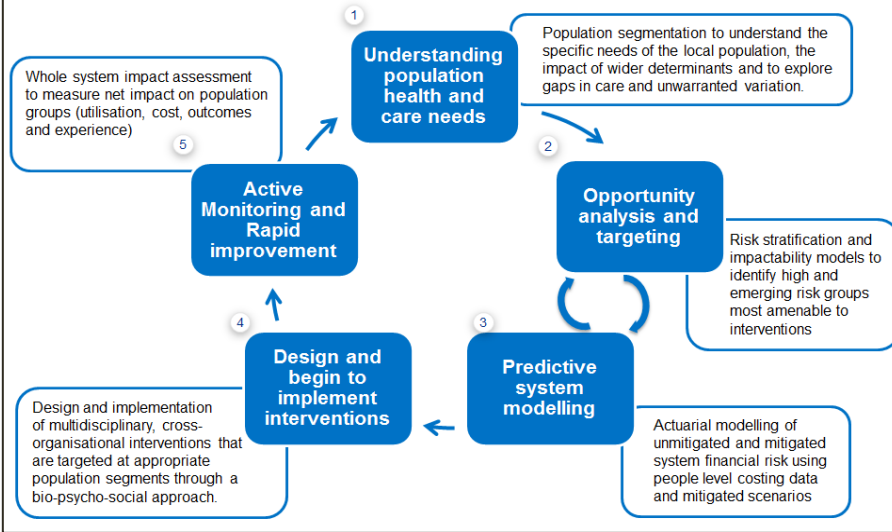 1
Understanding
population
health and
care needs
Population segmentation to understand the
specific needs of the local population, the
impact of wider determinants and to explore
gaps in care and unwarranted variation.
2
Opportunity
analysis and
targeting
Risk stratification and
impactability models to
identify high and
emerging risk groups
most amenable to
interventions
3
Predictive
system
modelling
Actuarial modelling of
unmitigated and mitigated
system financial risk using
people level costing data
and mitigated scenarios
4
Design and
begin to
implement
interventions
Design and implementation
of multidisciplinary, cross-
organisational interventions that
are targeted at appropriate
population segments through a
bio-psycho-social approach.
5
Active
Monitoring and
Rapid
improvement
Whole system impact assessment
to measure net impact on population
groups (utilisation, cost, outcomes
and experience)